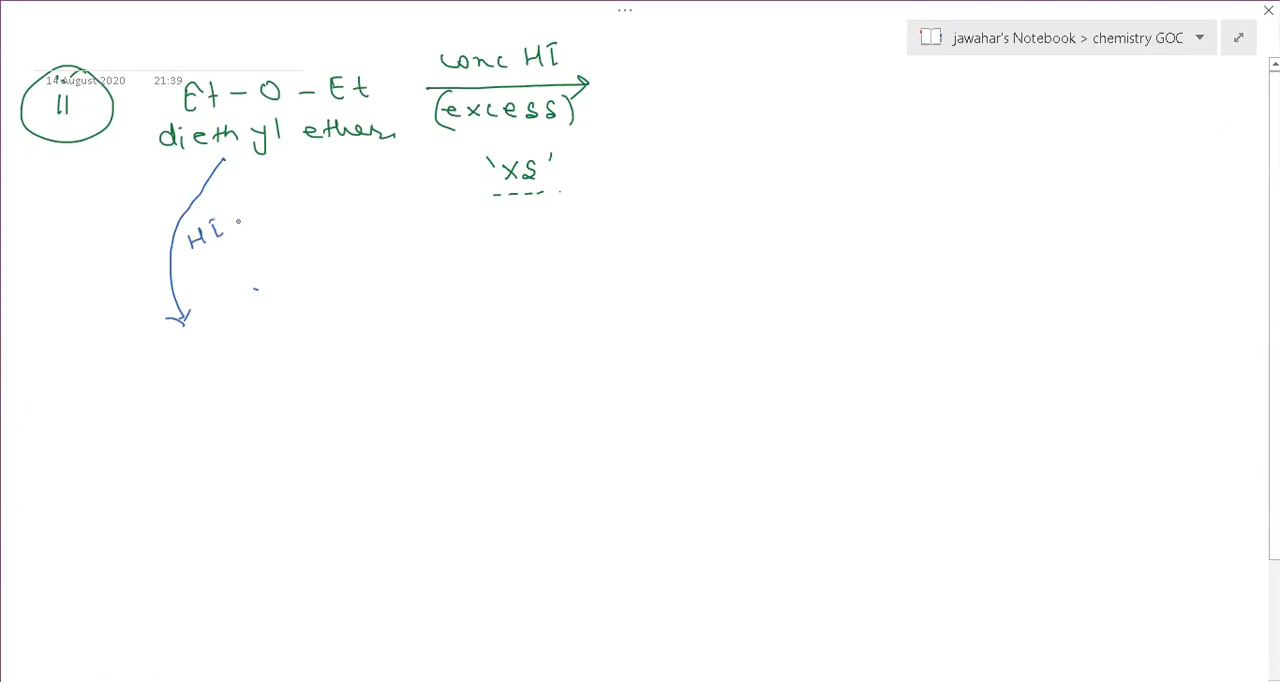 ...
jawahar's Notebook > chemistry GOC
14 August 2020 21:39
11
Et – O – Et
diethyl ether
conc HI
(excess)
'XS'
HI